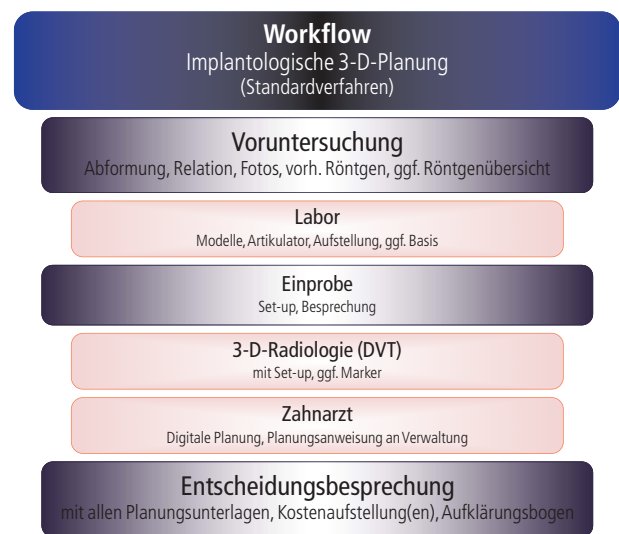 Workflow
Implantologische 3-D-Planung
(Standardverfahren)
Voruntersuchung
Abformung, Relation, Fotos, vorh. Röntgen, ggf. Röntgenübersicht
Labor
Modelle, Artikulator, Aufstellung, ggf. Basis
Einprobe
Set-up, Besprechung
3-D-Radiologie (DVT)
mit Set-up, ggf. Marker
Zahnarzt
Digitale Planung, Planungsanweisung an Verwaltung
Entscheidungsbesprechung
mit allen Planungsunterlagen, Kostenaufstellung(en), Aufklärungsbogen